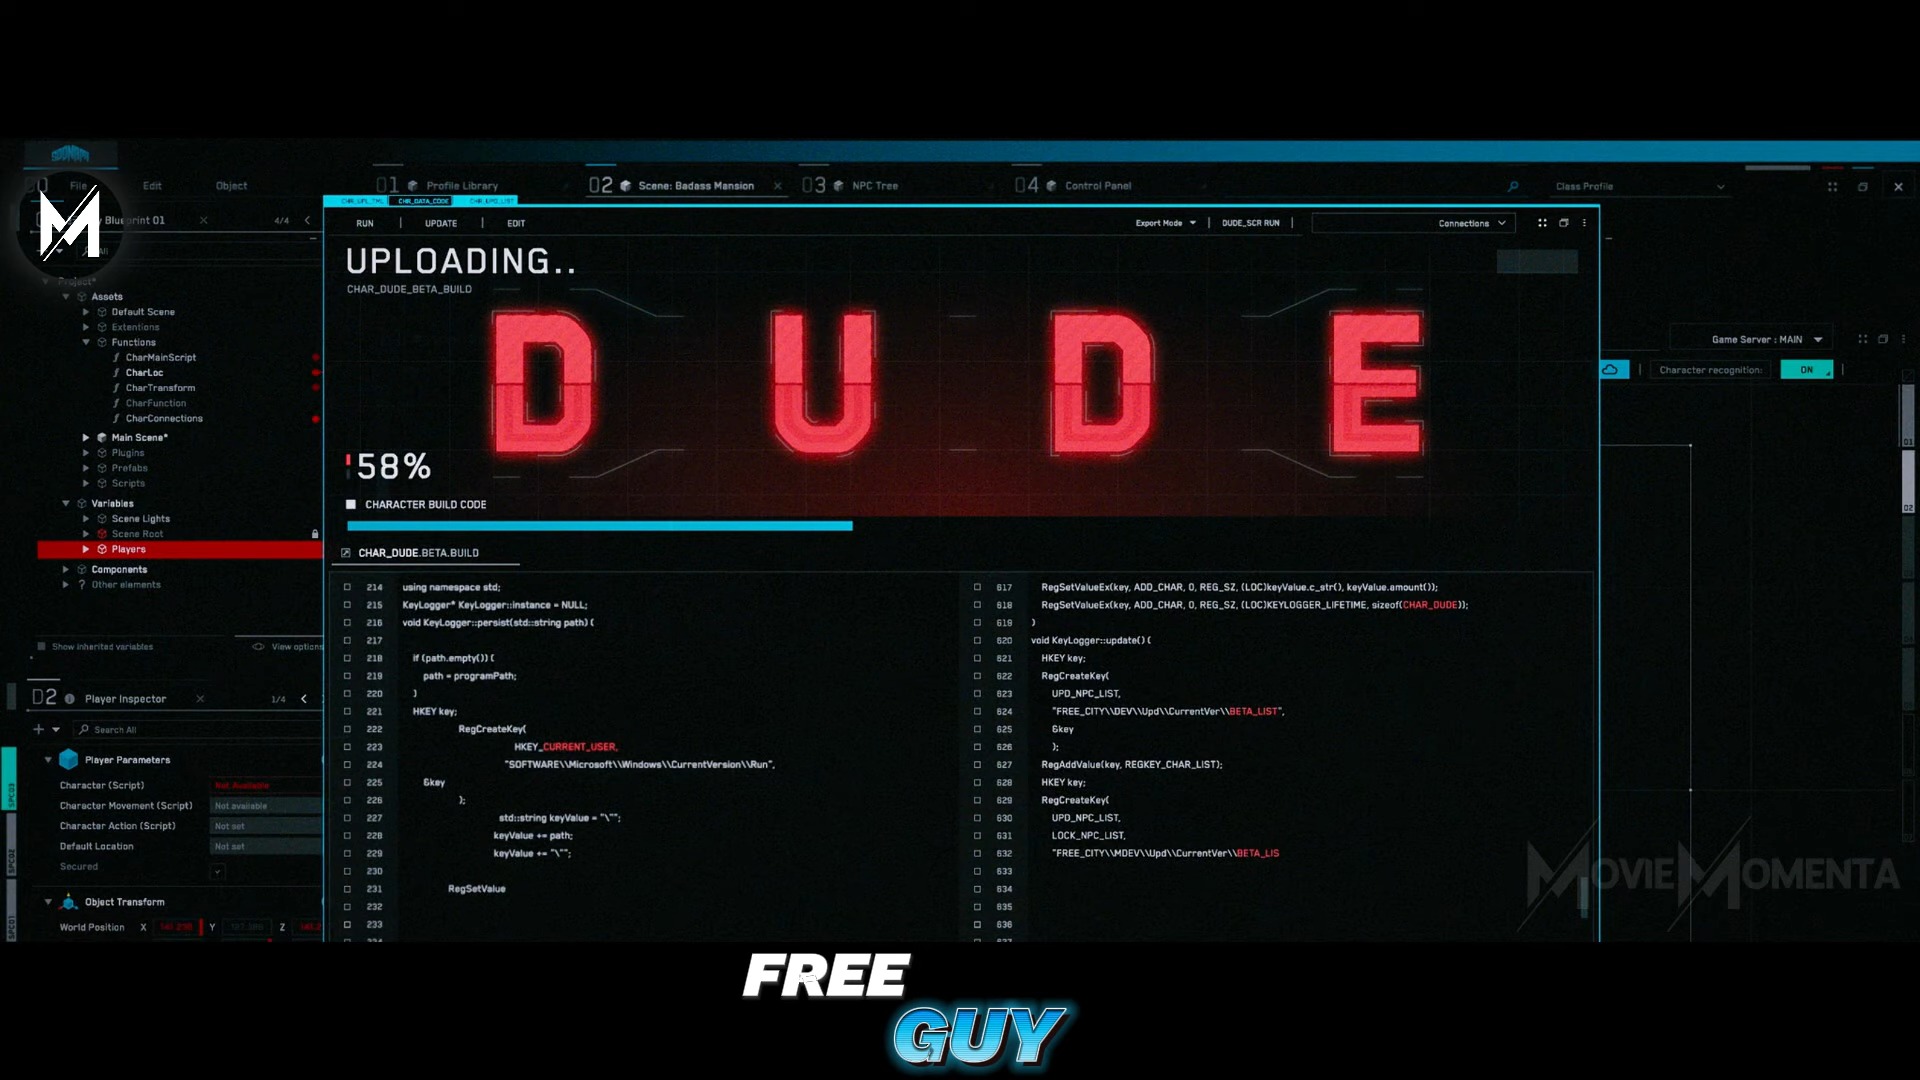 SOONAMI
File
Edit
Object
01 Profile Library
02 Scene: Badass Mansion
03 NPC Tree
04 Control Panel
Class Profile
Blueprint 01
4/4
M
CHR_DATA_CODE
RUN | UPDATE | EDIT
Export Mode | DUDE_SCR RUN |
Connections
UPLOADING..
CHAR_DUDE_BETA_BUILD
DUDE
58%
CHARACTER BUILD CODE
CHAR_DUDE.BETA.BUILD
Project*
Assets
Default Scene
Extentions
Functions
CharMainScript
CharLoc
CharTransform
CharFunction
CharConnections
Main Scene*
Plugins
Prefabs
Scripts
Variables
Scene Lights
Scene Root
Players
Components
? Other elements
Show inherited variables
View options
D2 Player Inspector
1/4
Search All
Player Parameters
Character (Script) Not Available
Character Movement (Script) Not available
Character Action (Script) Not set
Default Location Not set
Secured
Object Transform
World Position X Y Z
Game Server : MAIN
Character recognition: ON
214 using namespace std;
215 KeyLogger* KeyLogger::instance = NULL;
216 void KeyLogger::persist(std::string path) {
217
218 if (path.empty()) {
219 path = programPath;
220 }
221 HKEY key;
222 RegCreateKey(
223 HKEY_CURRENT_USER,
224 "SOFTWARE\\Microsoft\\Windows\\CurrentVersion\\Run",
225 &key
226 );
227 std::string keyValue = "\"";
228 keyValue += path;
229 keyValue += "\"";
230
231 RegSetValue
232
233
617 RegSetValueEx(key, ADD_CHAR, 0, REG_SZ, (LOC)keyValue.c_str(), keyValue.amount());
618 RegSetValueEx(key, ADD_CHAR, 0, REG_SZ, (LOC)KEYLOGGER_LIFETIME, sizeof(CHAR_DUDE));
619 }
620 void KeyLogger::update() {
621 HKEY key;
622 RegCreateKey(
623 UPD_NPC_LIST,
624 "FREE_CITY\\DEV\\Upd\\CurrentVer\\BETA_LIST",
625 &key
626 );
627 RegAddValue(key, REGKEY_CHAR_LIST);
628 HKEY key;
629 RegCreateKey(
630 UPD_NPC_LIST,
631 LOCK_NPC_LIST,
632 "FREE_CITY\\MDEV\\Upd\\CurrentVer\\BETA_LIS
633
634
635
636
MOVIEMOMENTA
FREE
GUY